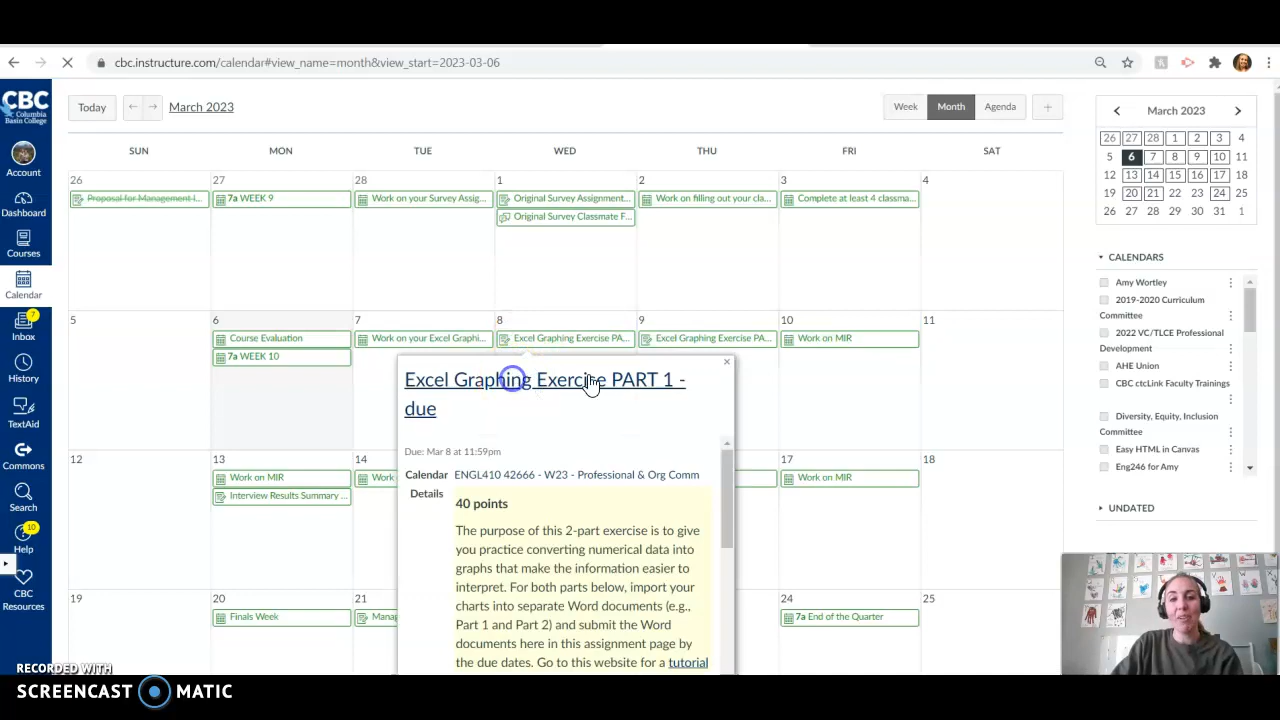 cbc.instructure.com/calendar#view_name=month&view_start=2023-03-06
CBC
Columbia
Basin College
Account
Dashboard
Courses
Calendar
7
Inbox
History
TextAid
Commons
Search
10
Help
CBC
Resources
Today
March 2023
Week
Month
Agenda
+
SUN
MON
TUE
WED
THU
FRI
SAT
26
27
28
1
2
3
4
Proposal for Management i...
7a WEEK 9
Work on your Survey Assig...
Original Survey Assignment...
Work on filling out your cla...
Complete at least 4 classma...
Original Survey Classmate F...
5
6
7
8
9
10
11
Course Evaluation
Work on your Excel Graphi...
Excel Graphing Exercise PA...
Excel Graphing Exercise PA...
Work on MIR
7a WEEK 10
Excel Graphing Exercise PART 1 -
due
Due: Mar 8 at 11:59pm
Calendar ENGL410 42666 - W23 - Professional & Org Comm
Details
40 points
The purpose of this 2-part exercise is to give
you practice converting numerical data into
graphs that make the information easier to
interpret. For both parts below, import your
charts into separate Word documents (e.g.,
Part 1 and Part 2) and submit the Word
documents here in this assignment page by
the due dates. Go to this website for a tutorial
12
13
14
17
18
Work on MIR
Work
Work on MIR
Interview Results Summary ...
19
20
21
24
25
Finals Week
Manag
7a End of the Quarter
March 2023
26 27 28 1 2 3 4
5 6 7 8 9 10 11
12 13 14 15 16 17 18
19 20 21 22 23 24 25
26 27 28 29 30 31 1
CALENDARS
Amy Wortley
2019-2020 Curriculum
Committee
2022 VC/TLCE Professional
Development
AHE Union
CBC ctcLink Faculty Trainings
Diversity, Equity, Inclusion
Committee
Easy HTML in Canvas
Eng246 for Amy
UNDATED
RECORDED WITH
SCREENCAST MATIC